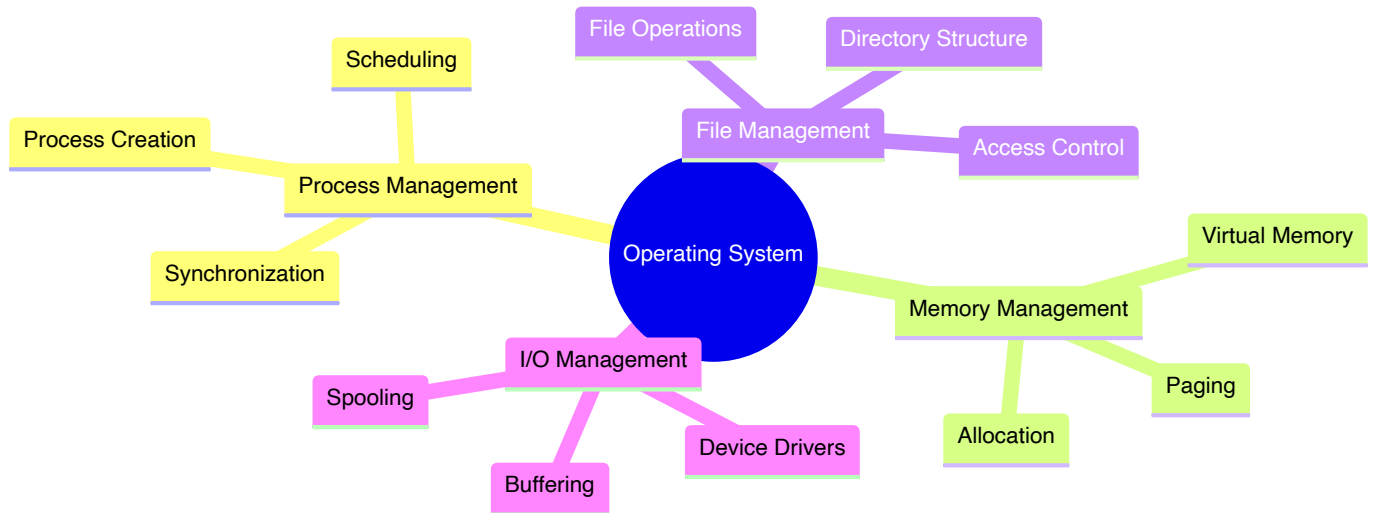 File Operations
Directory Structure
Scheduling
Process Creation
File Management
Access Control
Process Management
Virtual Memory
Operating System
Synchronization
Memory Management
I/O Management
Paging
Spooling
Allocation
Device Drivers
Buffering